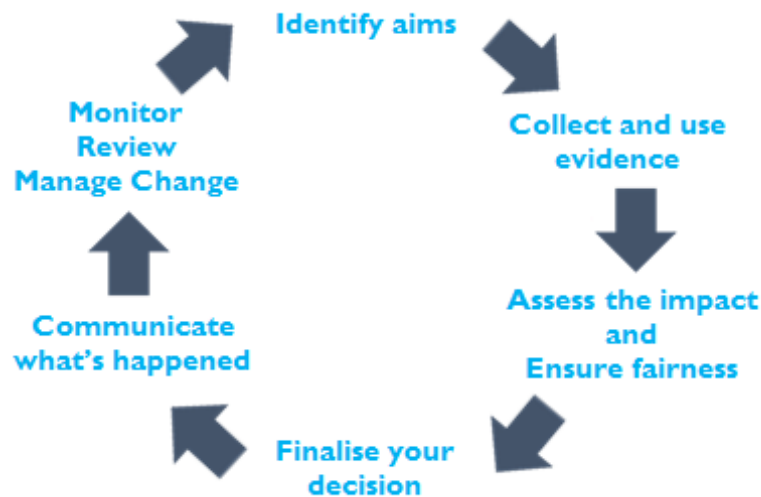 Identify aims
Collect and use
evidence
Assess the impact
and
Ensure fairness
Finalise your
decision
Communicate
what's happened
Monitor
Review
Manage Change